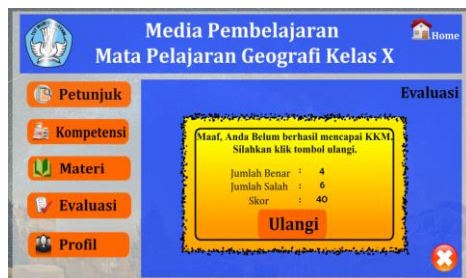 Media Pembelajaran
Mata Pelajaran Geografi Kelas X
Home
Petunjuk
Kompetensi
Materi
Evaluasi
Profil
Evaluasi
Maaf, Anda Belum berhasil mencapai KKM.
Silahkan klik tombol ulangi.
Jumlah Benar : 4
Jumlah Salah : 6
Skor : 40
Ulangi